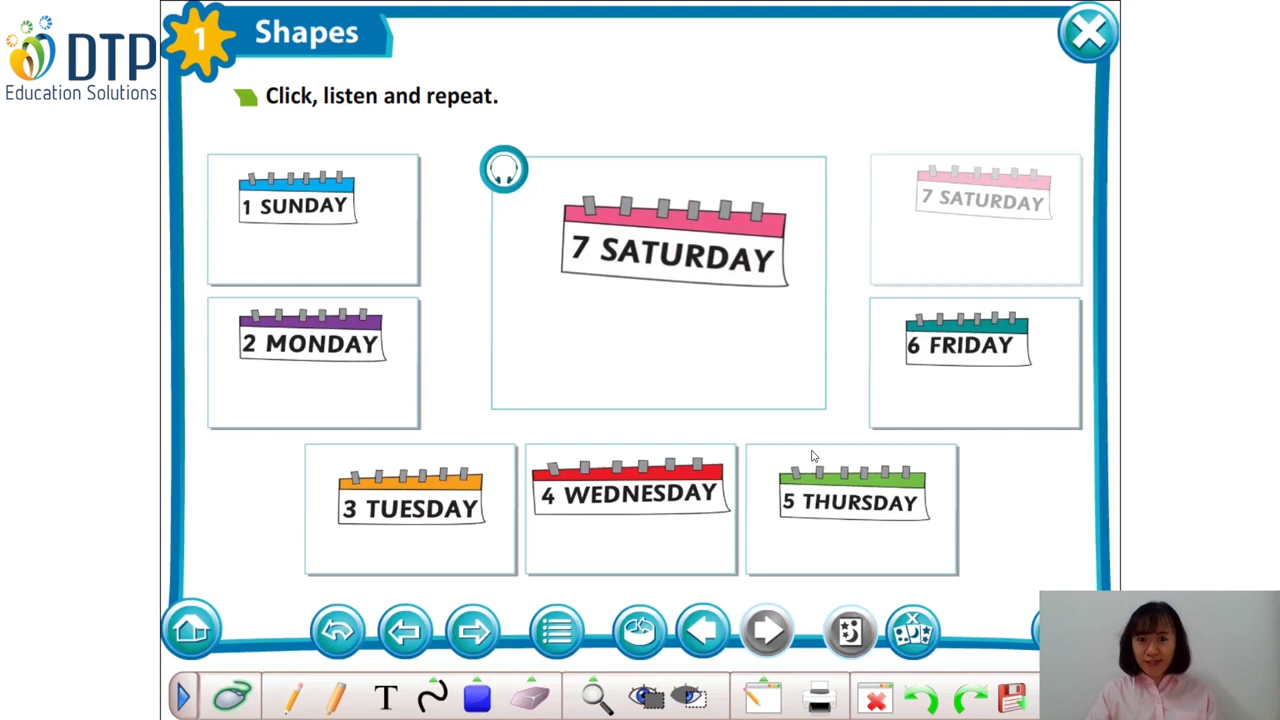 DTP
Education Solutions
1
Shapes
Click, listen and repeat.
1 SUNDAY
7 SATURDAY
7 SATURDAY
2 MONDAY
6 FRIDAY
3 TUESDAY
4 WEDNESDAY
5 THURSDAY
X
T